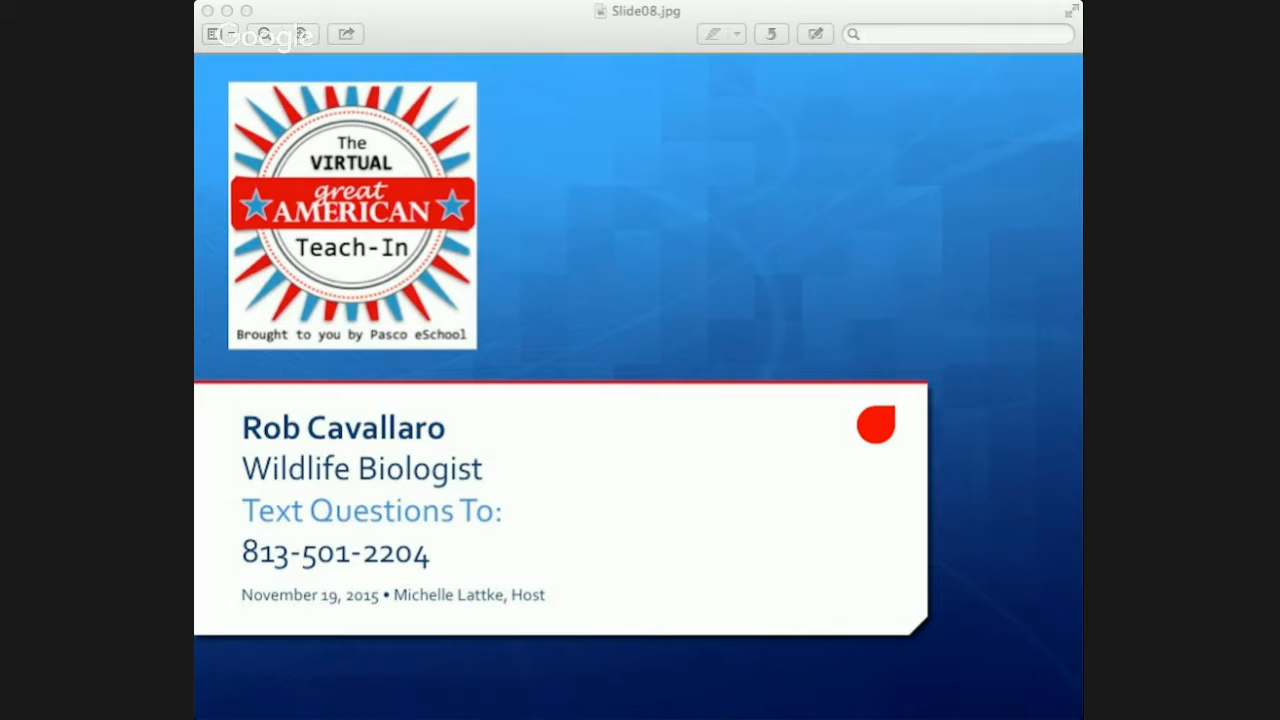 Slide08.jpg
Google
The
VIRTUAL
great
AMERICAN
Teach-In
Brought to you by Pasco eSchool
Rob Cavallaro
Wildlife Biologist
Text Questions To:
813-501-2204
November 19, 2015 • Michelle Lattke, Host